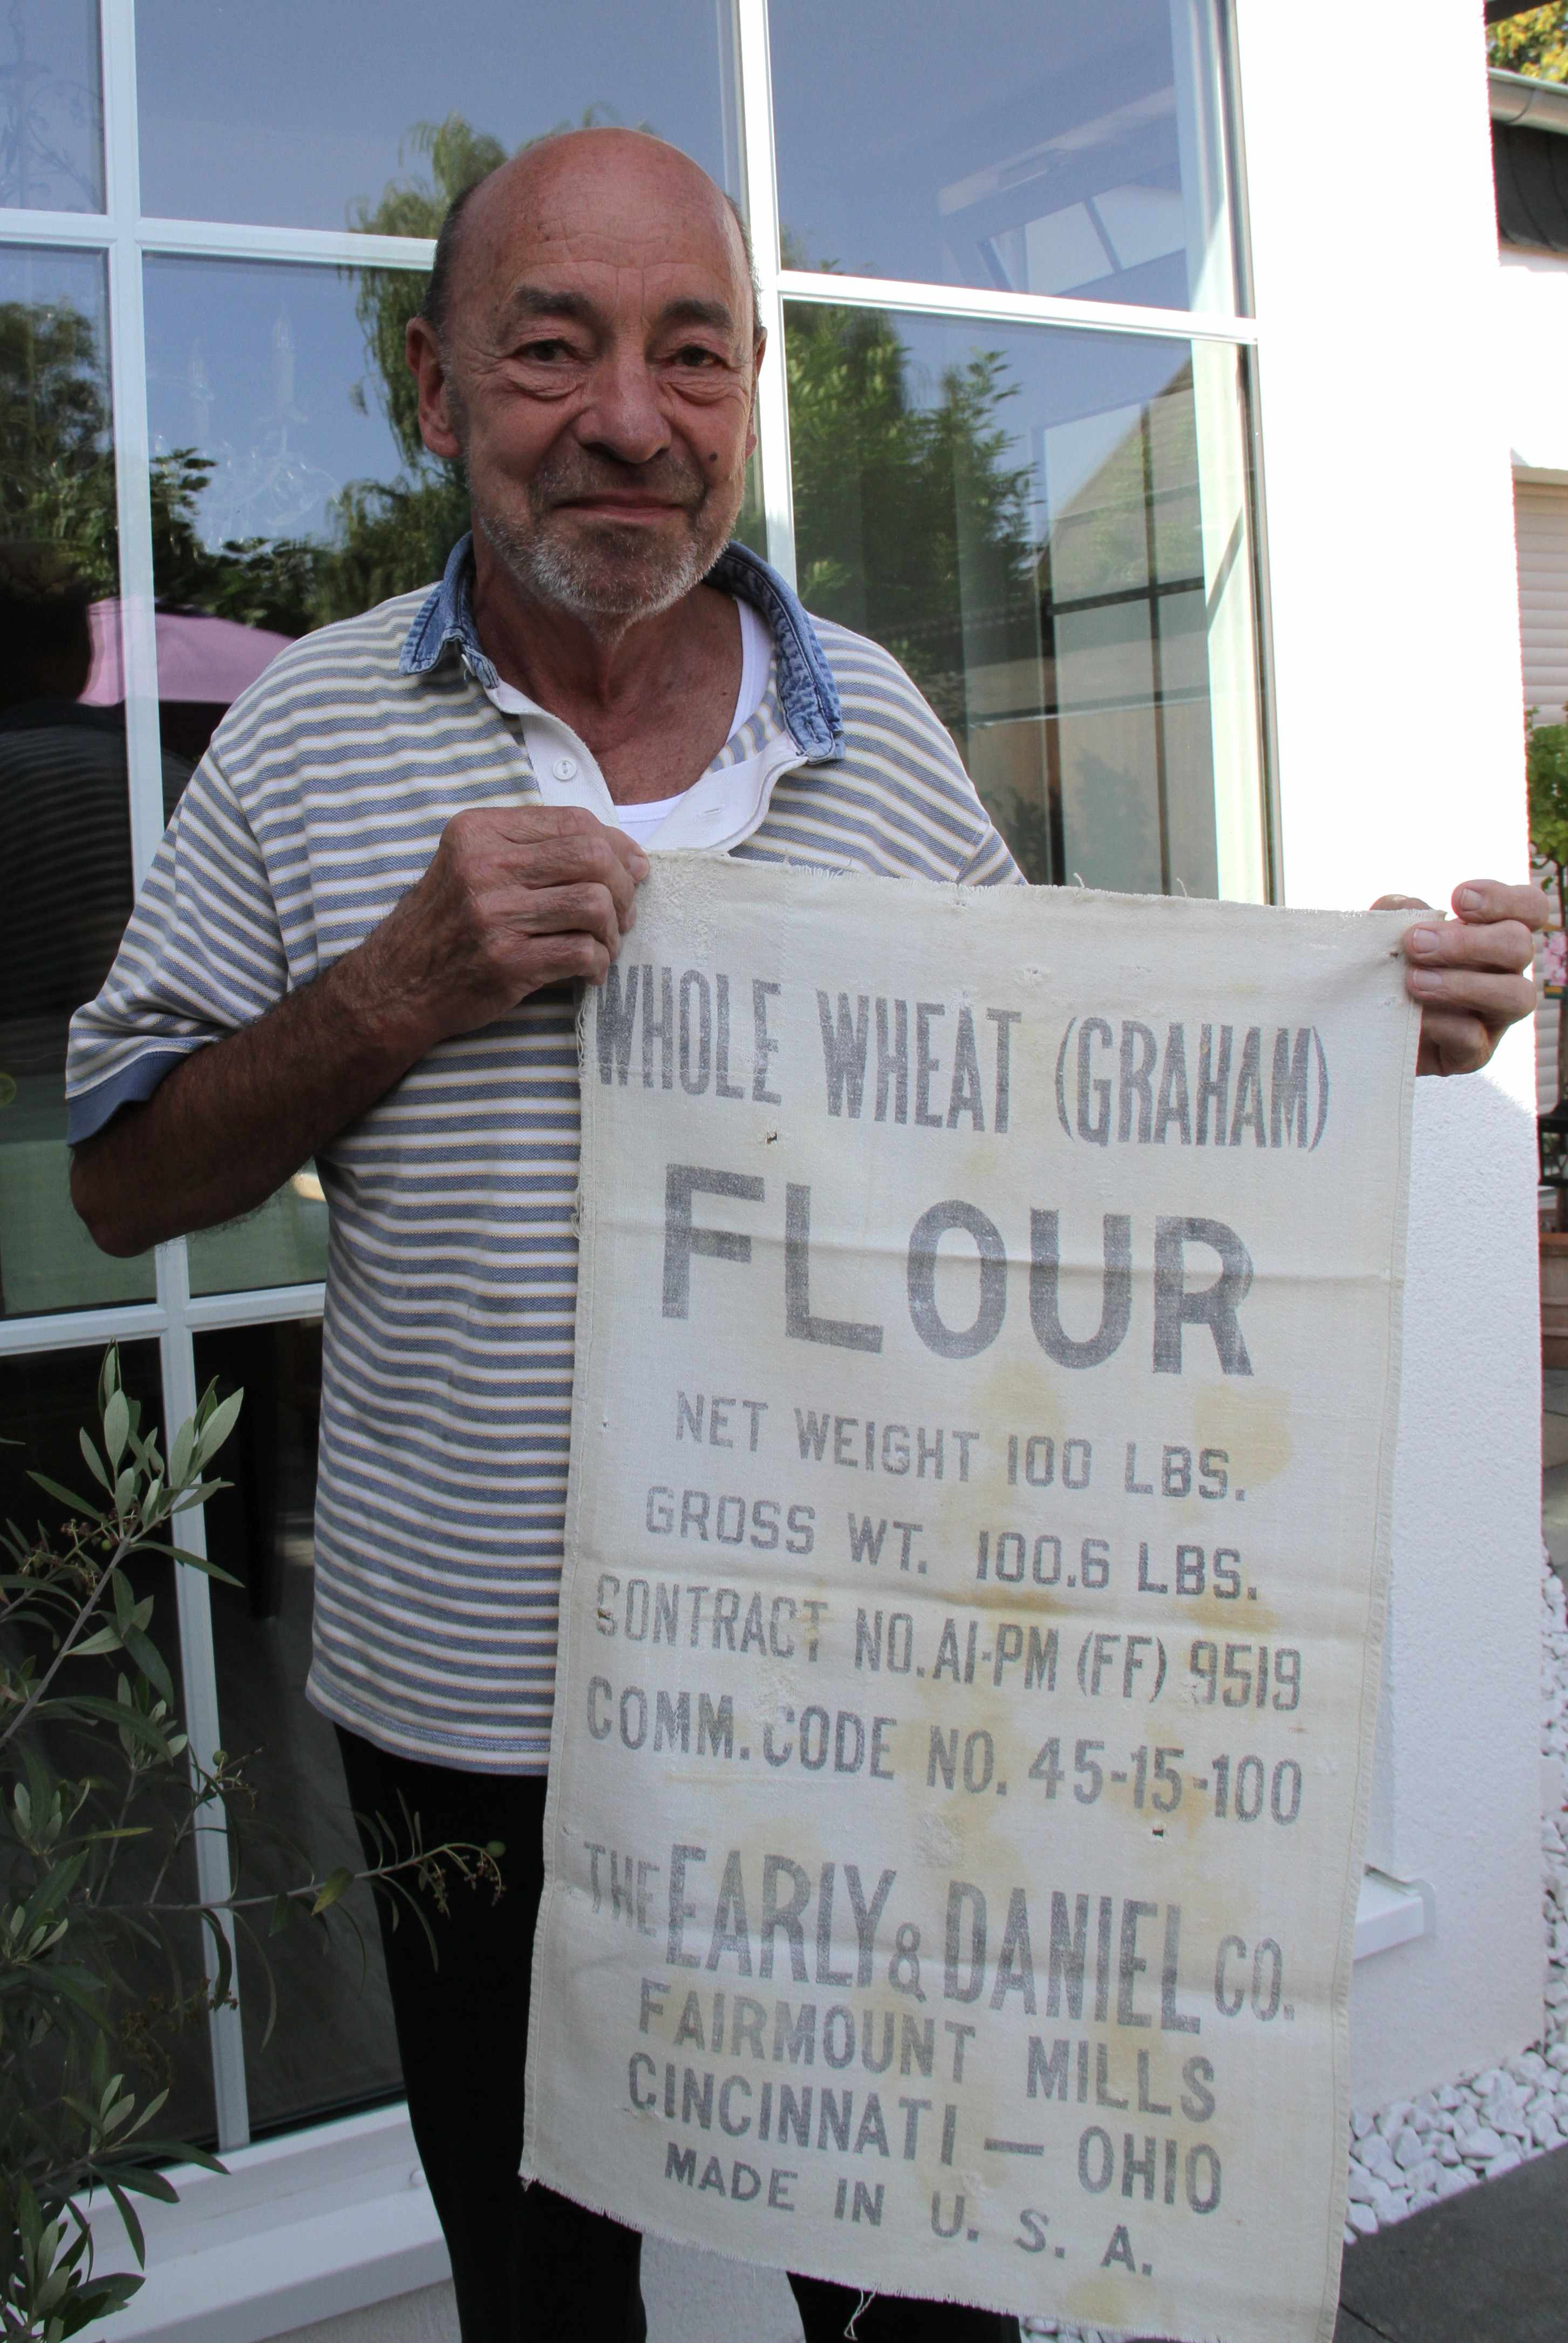 WHOLE WHEAT (GRAHAM)
FLOUR
NET WEIGHT 100 LBS.
GROSS WT. 100.6 LBS.
CONTRACT NO. A1-PM (FF) 9519
COMM. CODE NO. 45-15-100
THE EARLY & DANIEL CO.
FAIRMOUNT MILLS
CINCINNATI — OHIO
MADE IN U. S. A.